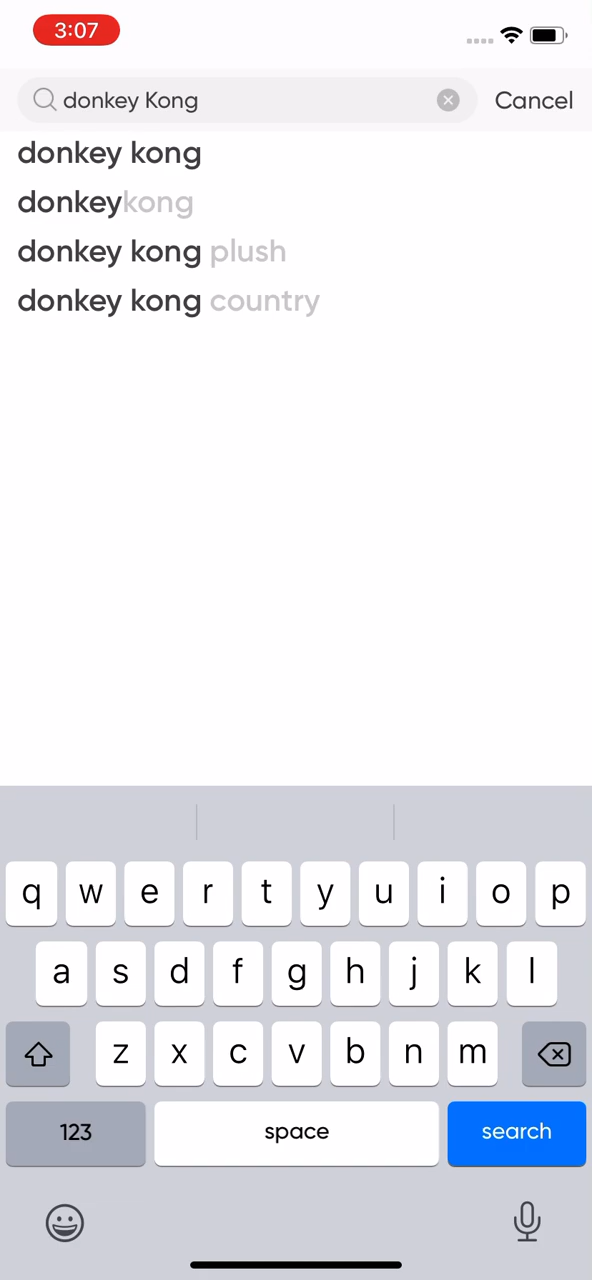 3:07
donkey Kong
Cancel
donkey kong
donkeykong
donkey kong plush
donkey kong country
q w e r t y u i o p
a s d f g h j k l
z x c v b n m
123 space search